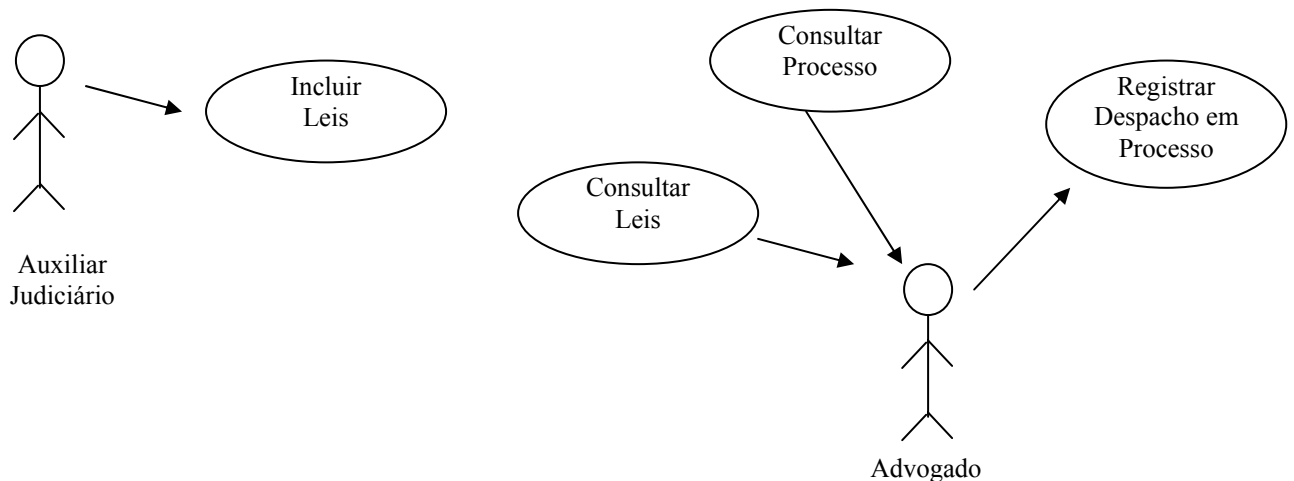 Incluir
Leis
Auxiliar
Judiciário
Consultar
Processo
Consultar
Leis
Registrar
Despacho em
Processo
Advogado